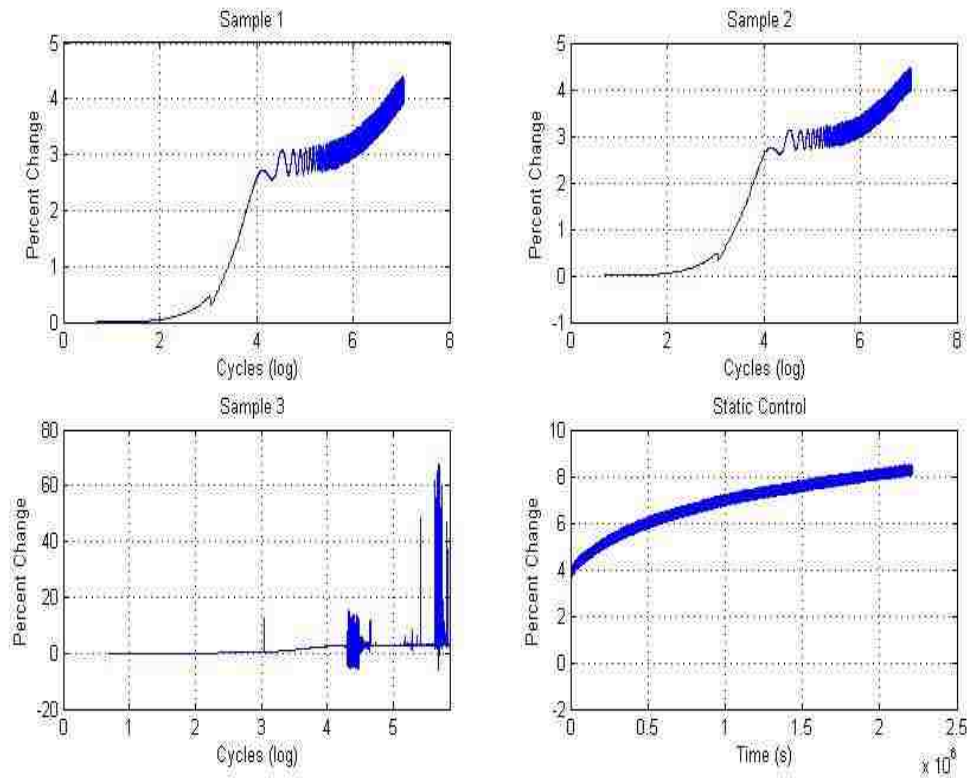 Sample 1
5
4
3
2
1
0
Percent Change
0 2 4 6 8
Cycles (log)
Sample 2
5
4
3
2
1
0
-1
Percent Change
0 2 4 6 8
Cycles (log)
Sample 3
80
60
40
20
0
-20
Percent Change
0 1 2 3 4 5
Cycles (log)
Static Control
10
8
6
4
2
0
-2
Percent Change
0 0.5 1 1.5 2 2.5
Time (s)
x 10^6